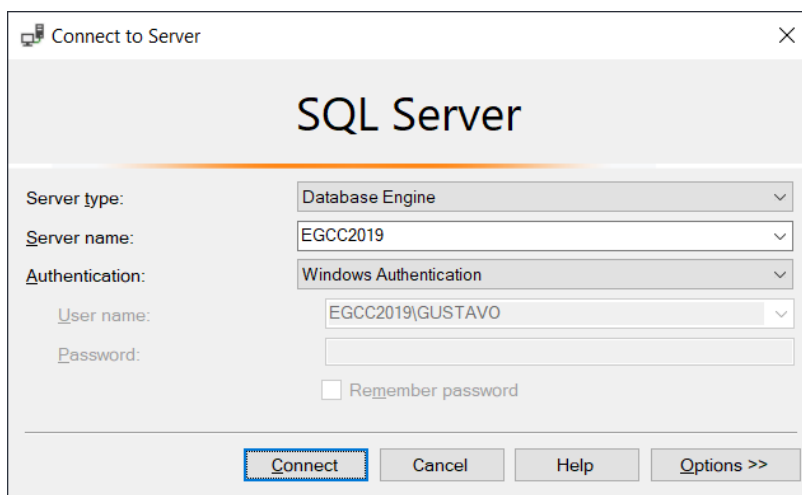 Connect to Server
SQL Server
Server type: Database Engine
Server name: EGCC2019
Authentication: Windows Authentication
User name: EGCC2019\GUSTAVO
Password:
Remember password
Connect Cancel Help Options >>